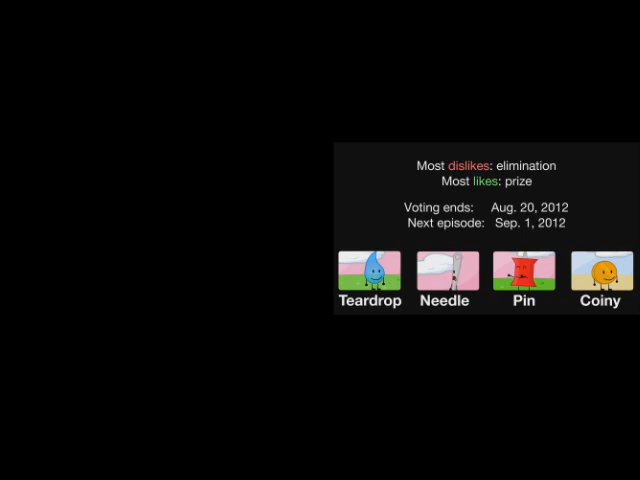 Most dislikes: elimination
Most likes: prize
Voting ends: Aug. 20, 2012
Next episode: Sep. 1, 2012
Teardrop Needle Pin Coiny